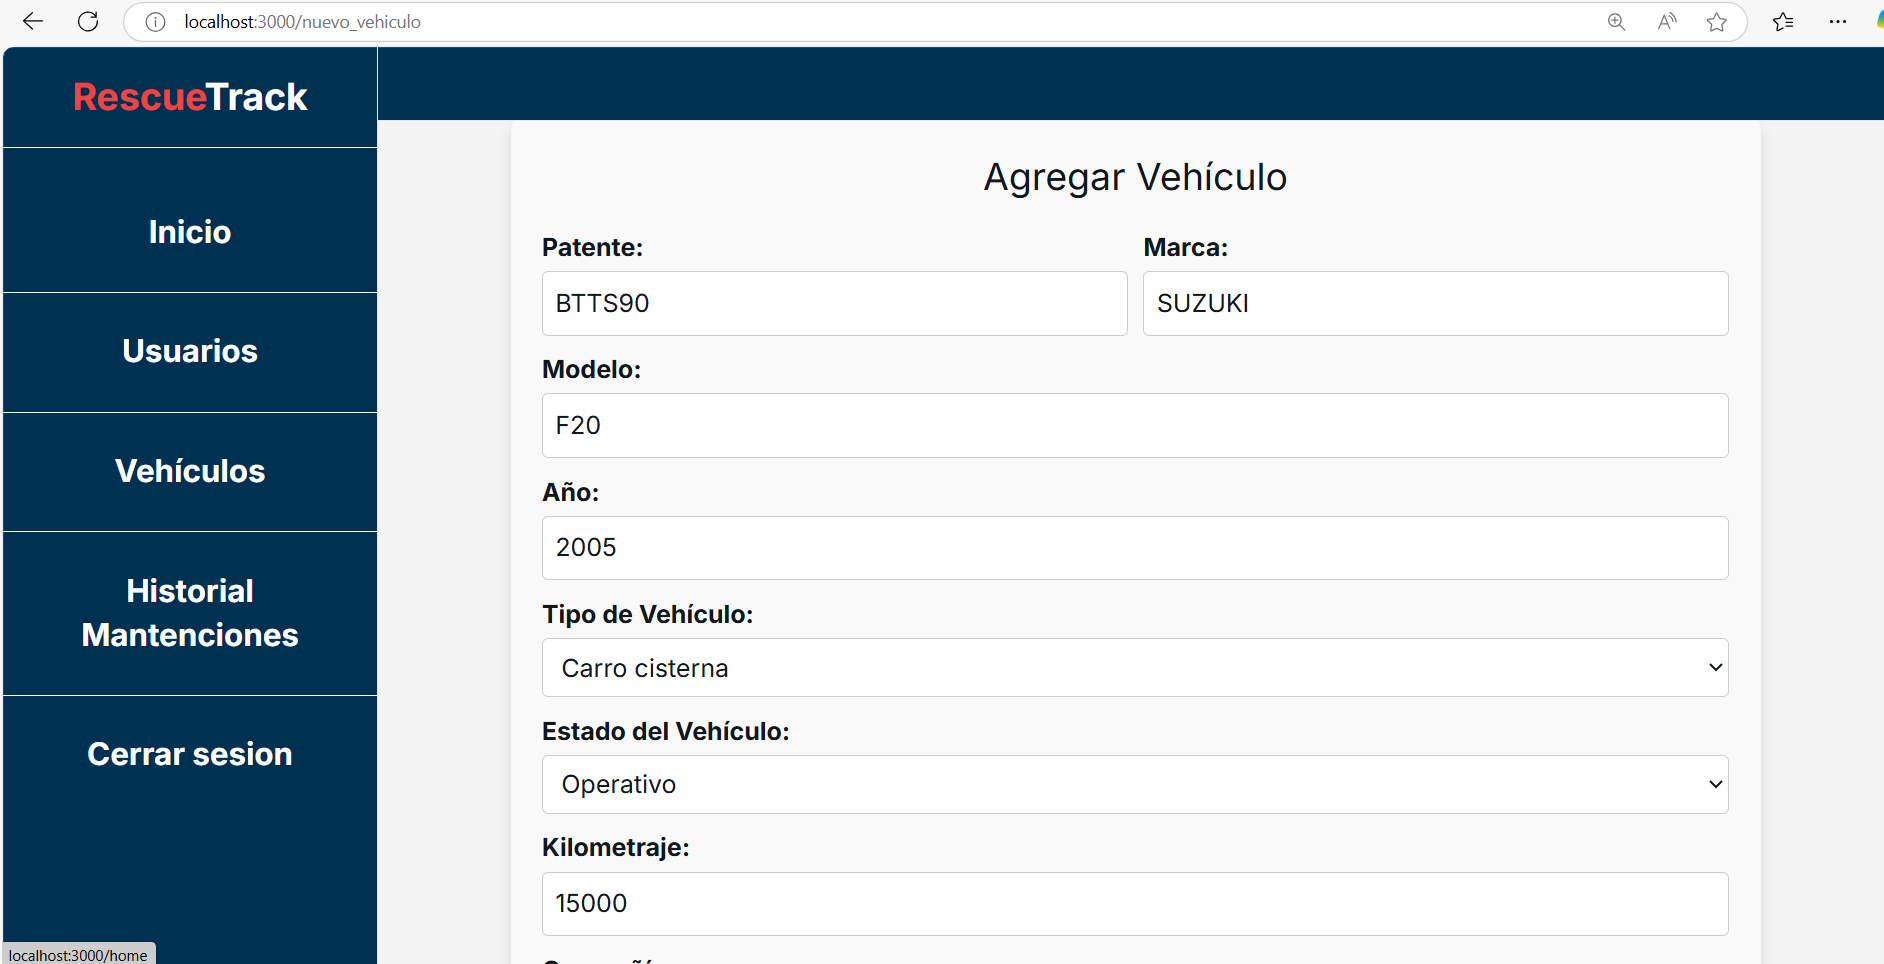 localhost:3000/nuevo_vehiculo
RescueTrack
Inicio
Usuarios
Vehículos
Historial
Mantenciones
Cerrar sesion
Agregar Vehículo
Patente: Marca:
BTTS90 SUZUKI
Modelo:
F20
Año:
2005
Tipo de Vehículo:
Carro cisterna
Estado del Vehículo:
Operativo
Kilometraje:
15000
localhost:3000/home